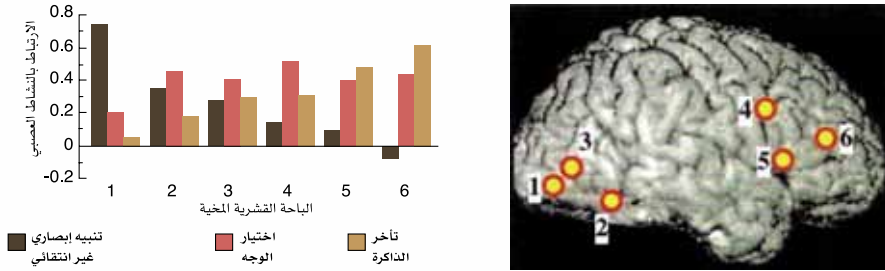 الارتباط بالنشاط العصبي
0.8
0.6
0.4
0.2
0
-0.2
1 2 3 4 5 6
الباحة القشرية المخية
تنبيه إبصاري
غير انتقائي
اختيار
الوجه
تأخر
الذاكرة
4
6
3
5
1
2